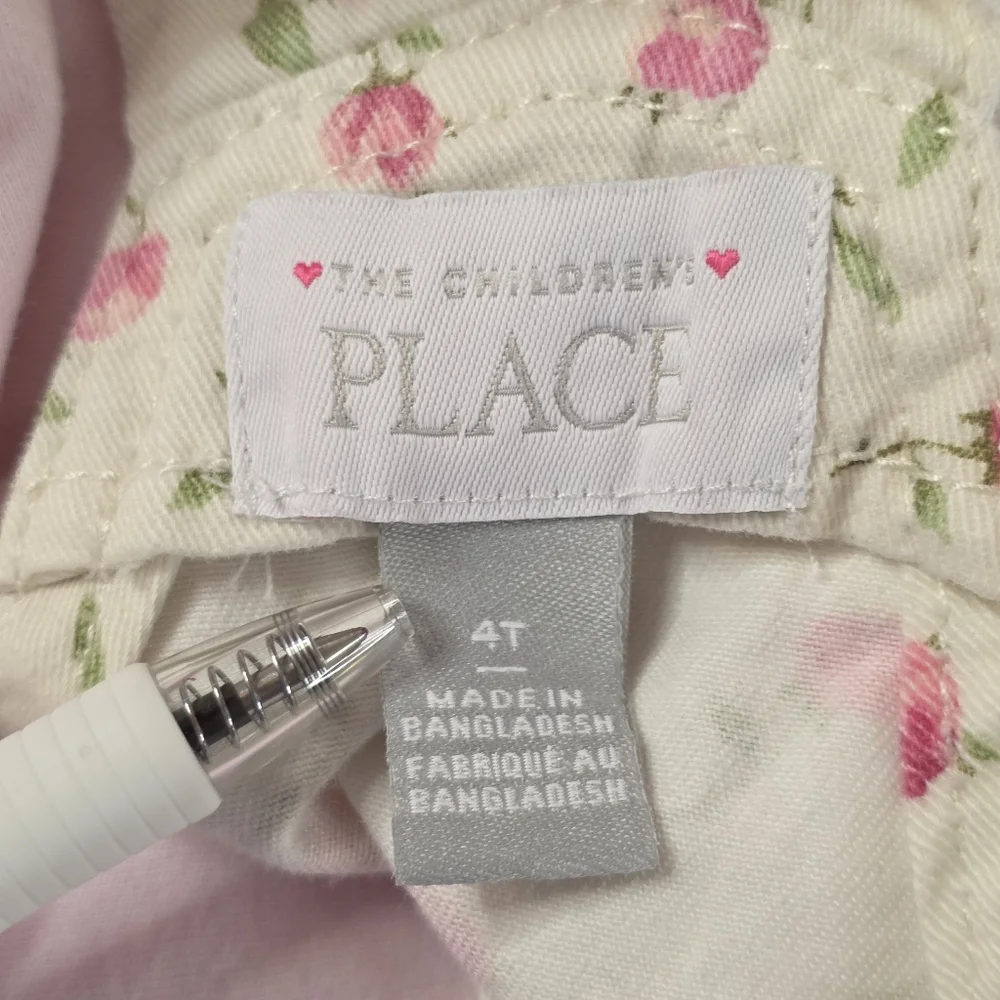 THE CHILDREN'S
PLACE
4T
MADE IN
BANGLADESH
FABRIQUÉ AU
BANGLADESH